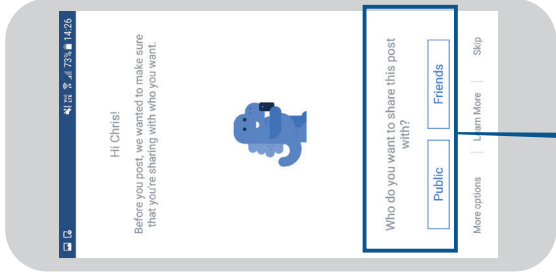 73% 14:26
Hi Chris!
Before you post, we wanted to make sure
that you're sharing with who you want.
Who do you want to share this post
with?
Public
Friends
More options | Learn More | Skip